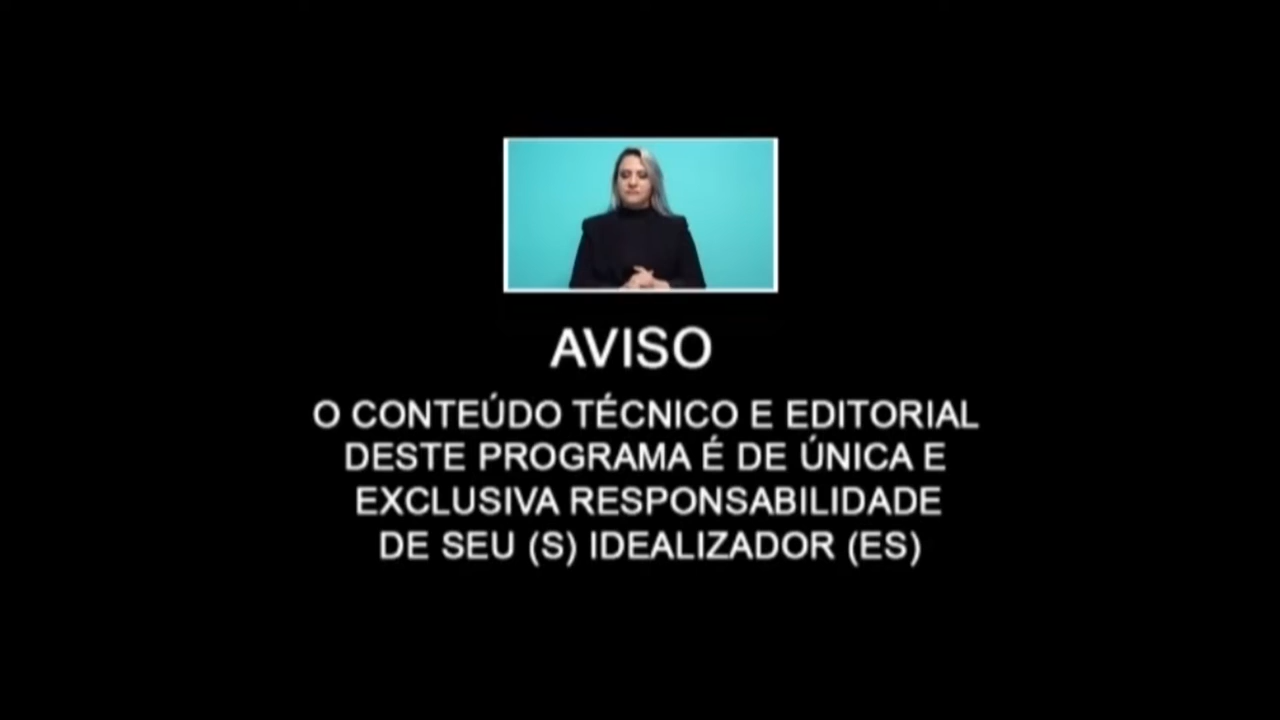 AVISO
O CONTEÚDO TÉCNICO E EDITORIAL
DESTE PROGRAMA É DE ÚNICA E
EXCLUSIVA RESPONSABILIDADE
DE SEU (S) IDEALIZADOR (ES)